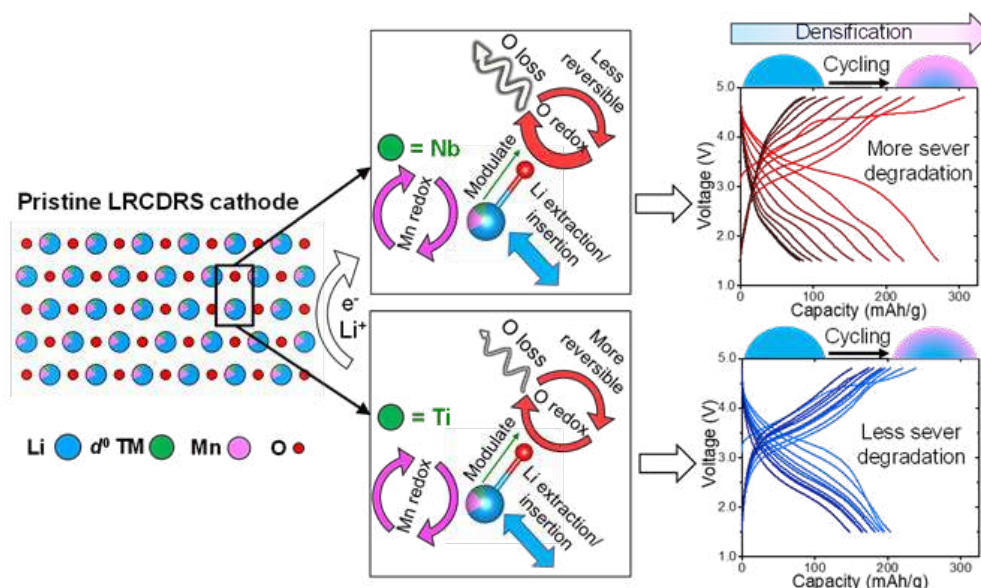 Pristine LRCDRS cathode
e-
Li+
Li
d⁰ TM
Mn
O
= Nb
O loss
Less reversible
O redox
Modulate
Mn redox
Li extraction/
insertion
= Ti
O loss
More reversible
O redox
Modulate
Mn redox
Li extraction/
insertion
Densification
Cycling
More sever
degradation
Voltage (V)
5.0
4.0
3.0
2.0
1.0
0
100
200
300
Capacity (mAh/g)
Cycling
Less sever
degradation
Voltage (V)
5.0
4.0
3.0
2.0
1.0
0
100
200
300
Capacity (mAh/g)